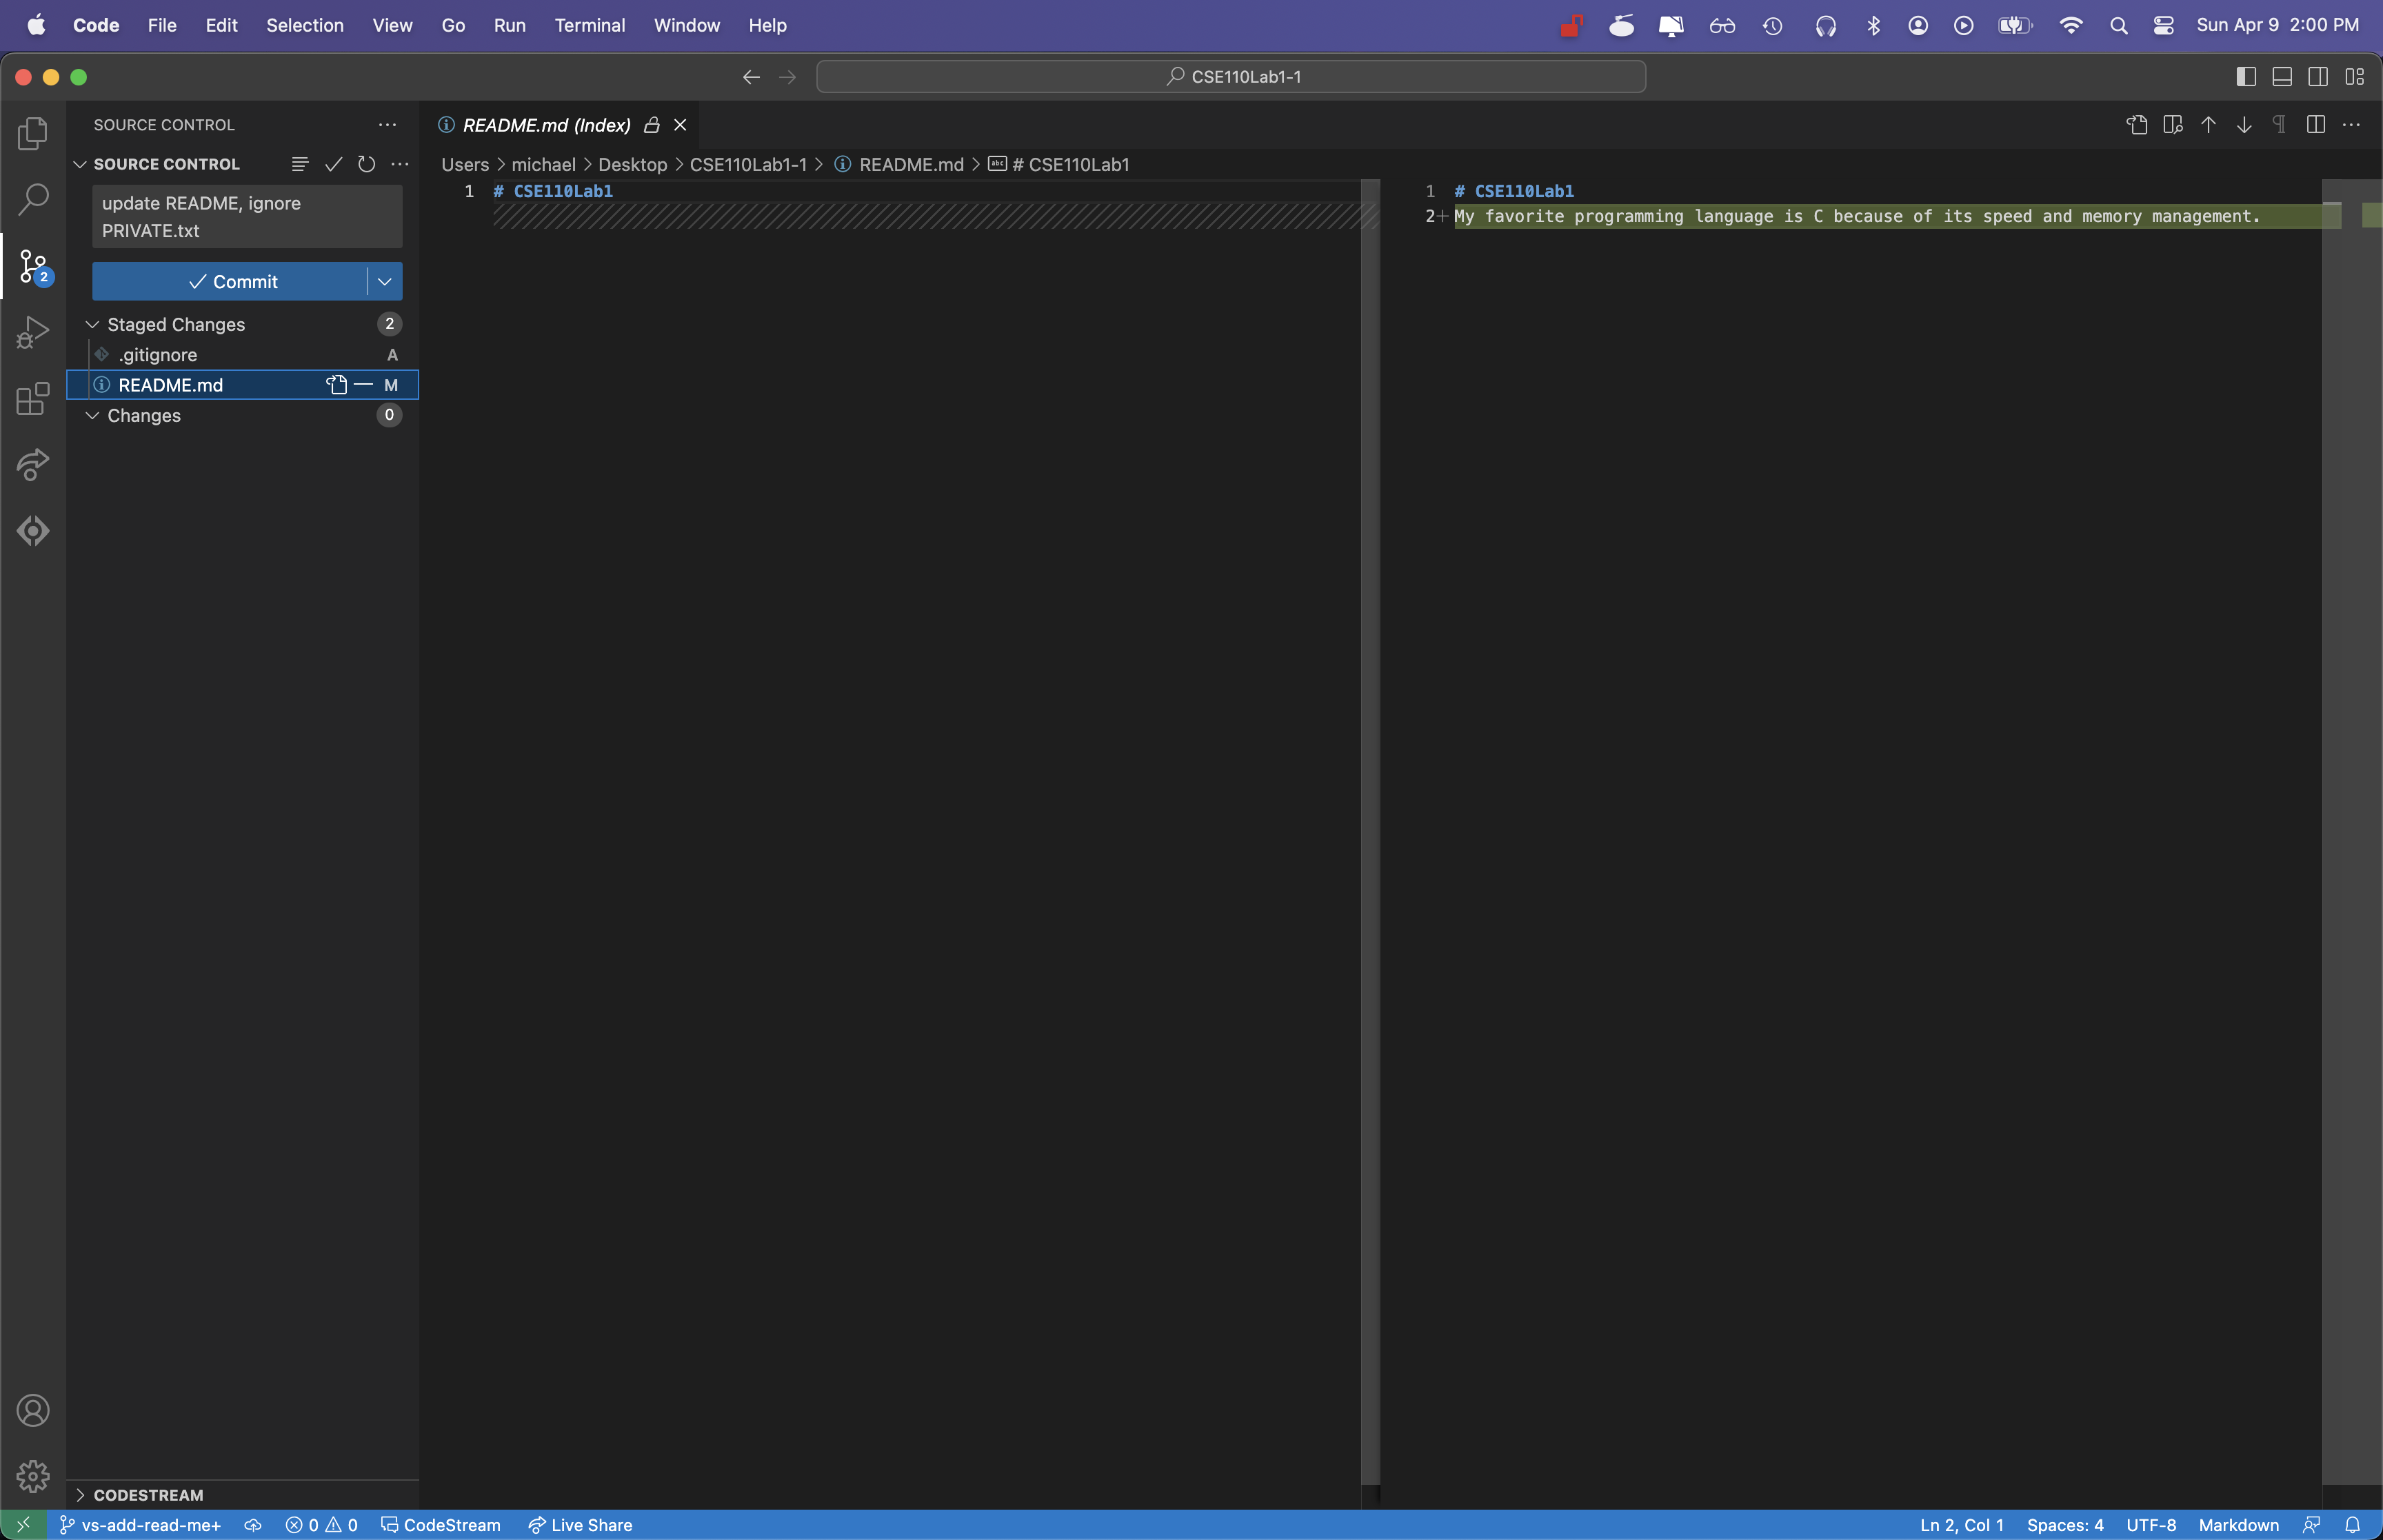 Code File Edit Selection View Go Run Terminal Window Help Sun Apr 9 2:00 PM
CSE110Lab1-1
SOURCE CONTROL
README.md (Index)
SOURCE CONTROL
Users > michael > Desktop > CSE110Lab1-1 > README.md > # CSE110Lab1
update README, ignore
PRIVATE.txt
Commit
Staged Changes 2
.gitignore A
README.md M
Changes 0
1 # CSE110Lab1
1 # CSE110Lab1
2+ My favorite programming language is C because of its speed and memory management.
2
CODESTREAM
vs-add-read-me+ 0 0 CodeStream Live Share Ln 2, Col 1 Spaces: 4 UTF-8 Markdown